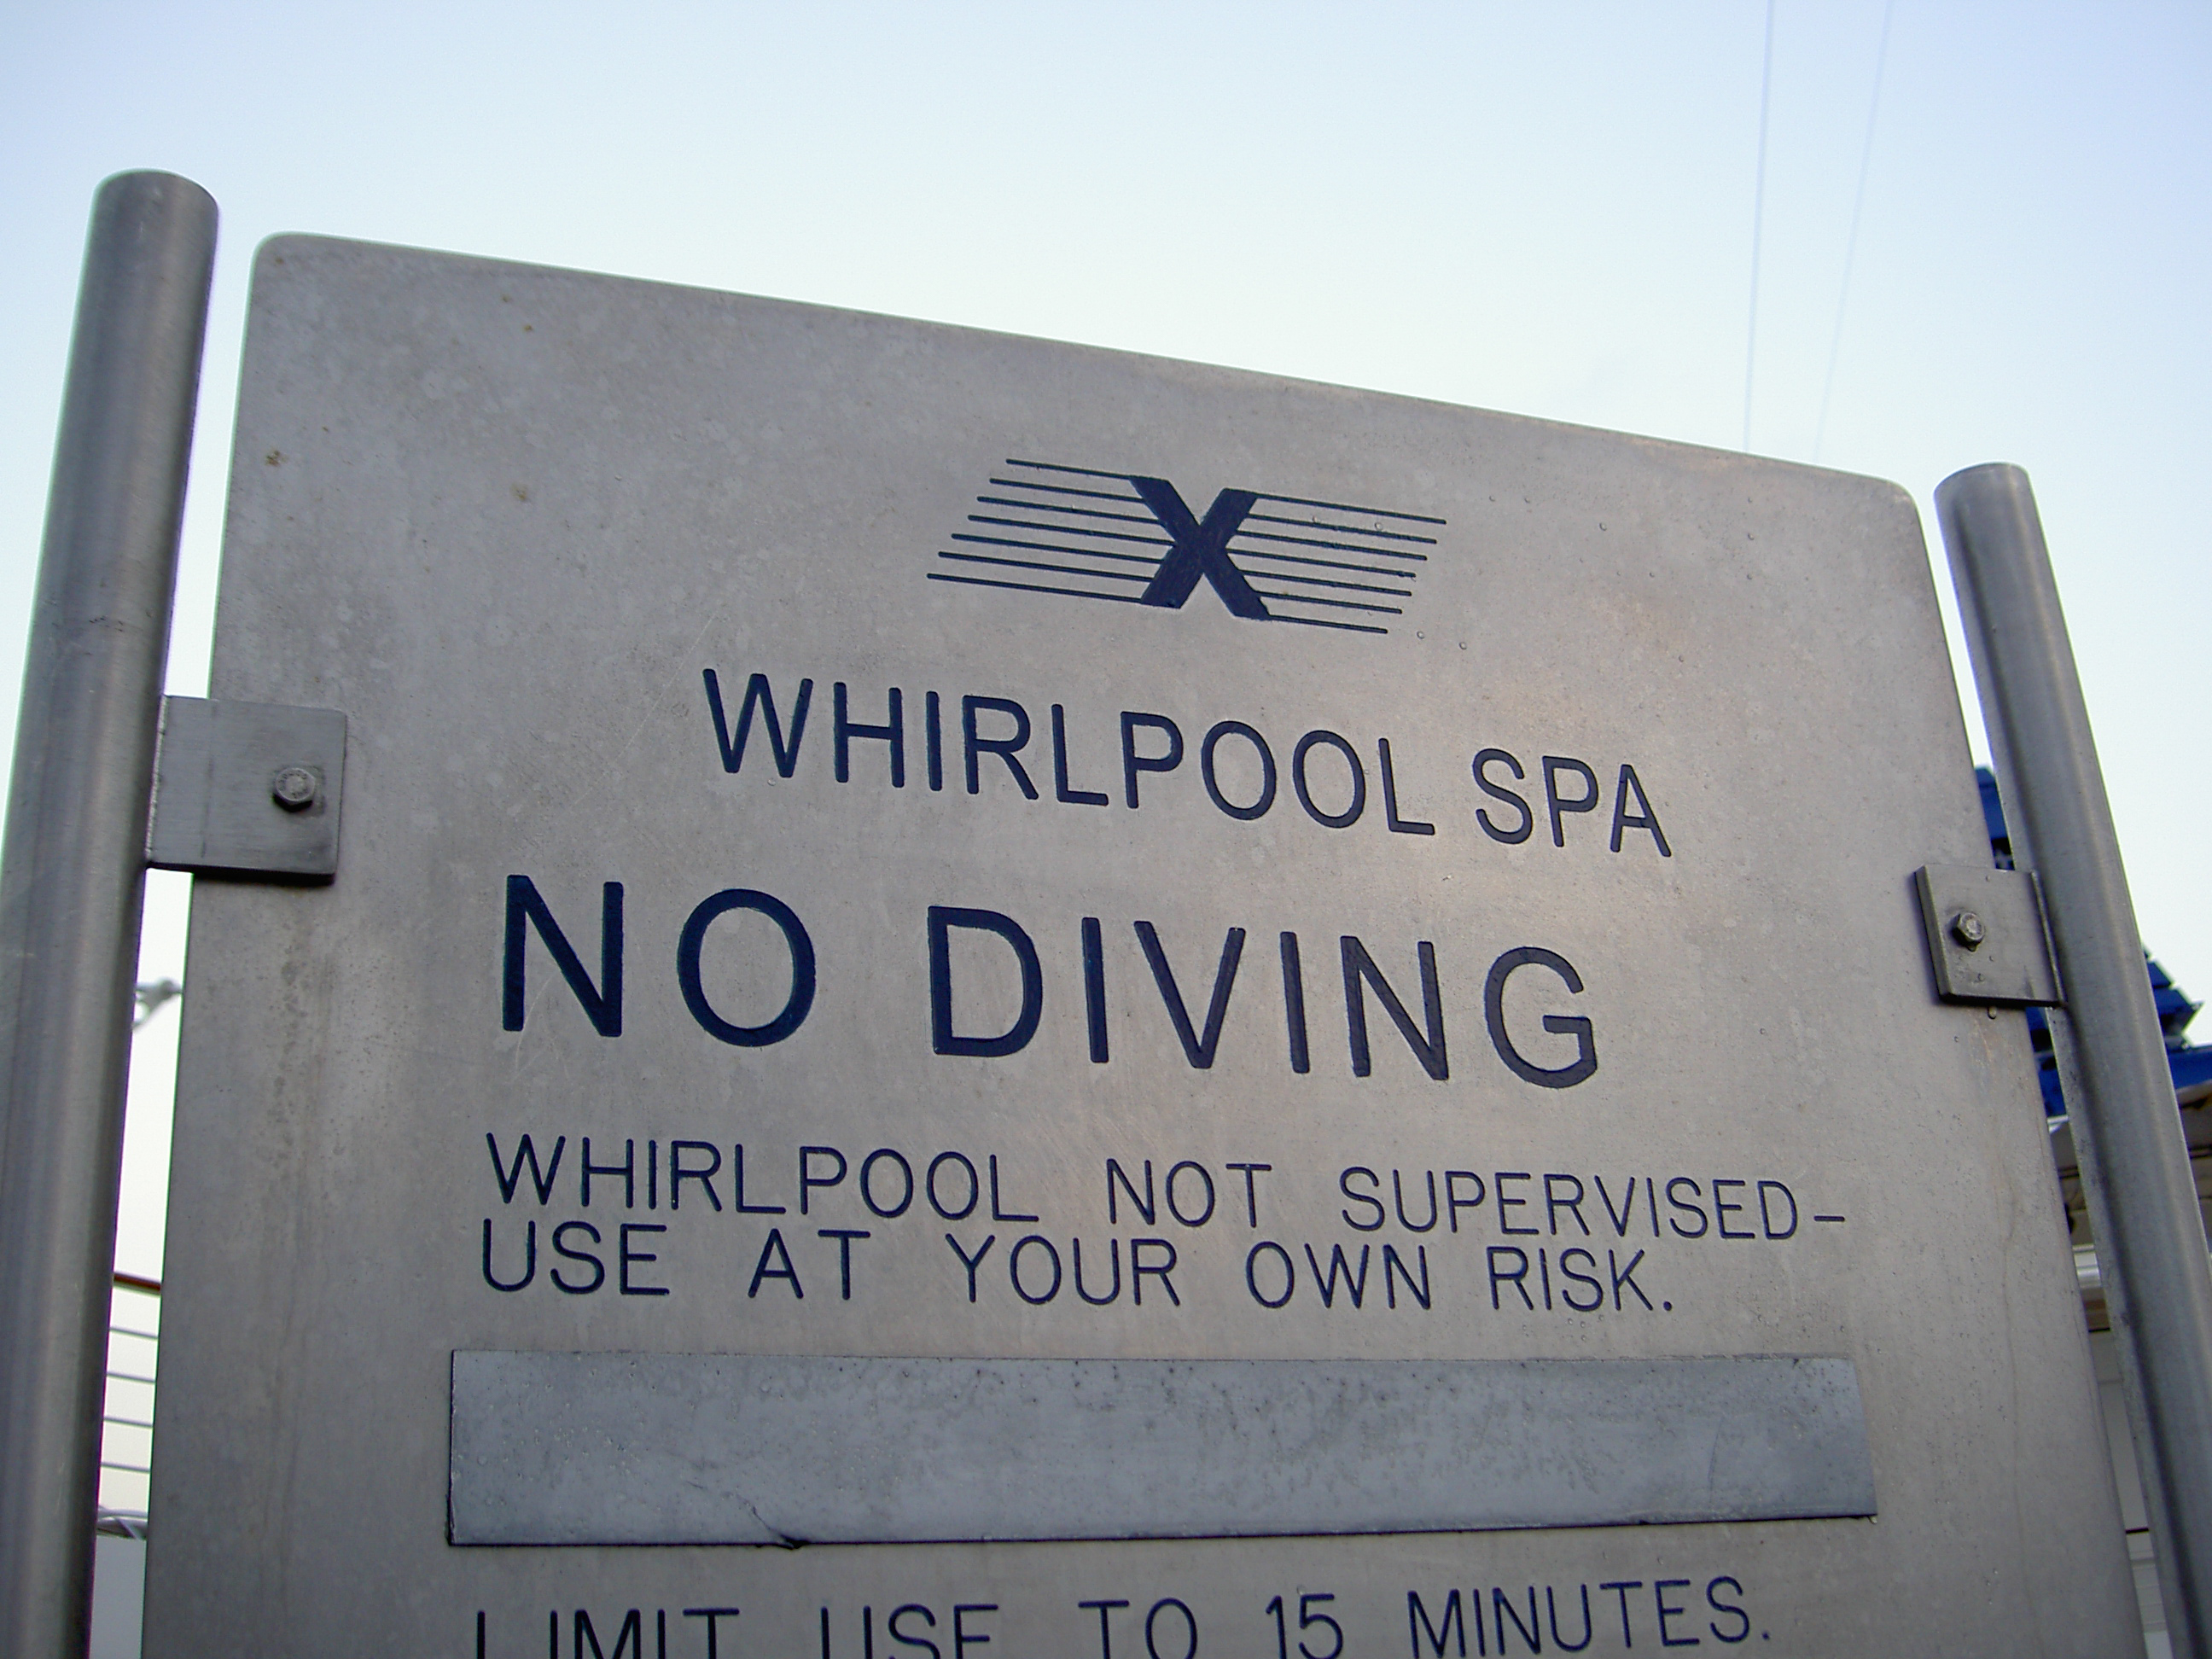 X
WHIRLPOOL SPA
NO DIVING
WHIRLPOOL NOT SUPERVISED-
USE AT YOUR OWN RISK.
LIMIT USE TO 15 MINUTES.